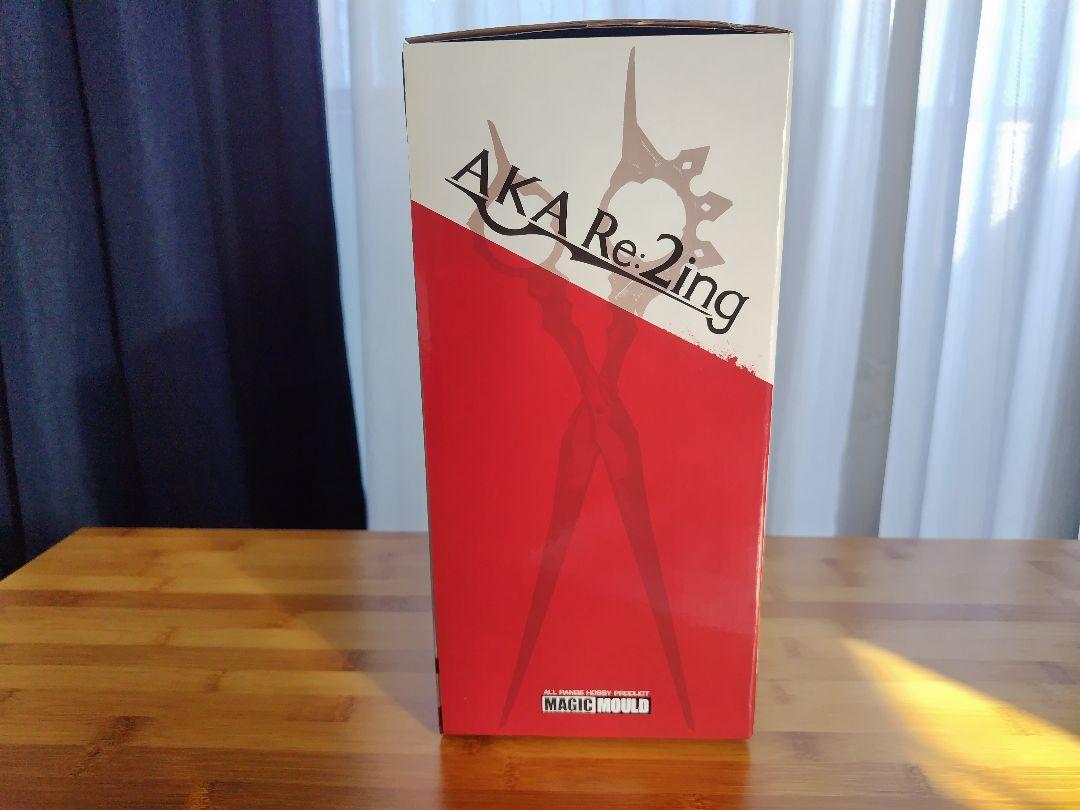 AKA Re:2ing
ALL RANGE HOBBY PRODUCT
MAGIC MOULD